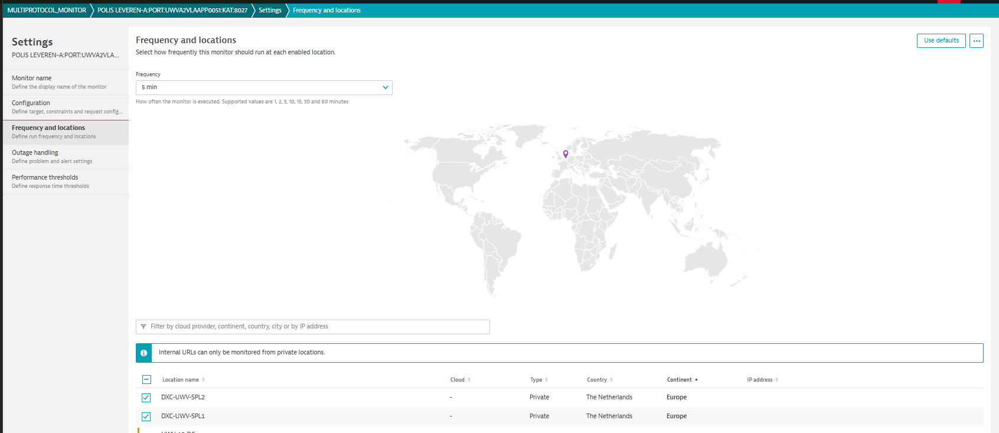 MULTIPROTOCOL_MONITOR POLIS LEVEREN-A:PORT:UWVA2VLAAPP0051:KAT:8027 Settings Frequency and locations
Settings
POLIS LEVEREN-A:PORT:UWVA2VLA...
Monitor name
Define the display name of the monitor
Configuration
Define target, constraints and request config...
Frequency and locations
Define run frequency and locations
Outage handling
Define problem and alert settings
Performance thresholds
Define response time thresholds
Frequency and locations
Select how frequently this monitor should run at each enabled location.
Use defaults ...
Frequency
5 min
How often the monitor is executed. Supported values are 1, 2, 5, 10, 15, 30 and 60 minutes
Filter by cloud provider, continent, country, city or by IP address
Internal URLs can only be monitored from private locations.
Location name Cloud Type Country Continent IP address
DXC-UWV-SPL2 - Private The Netherlands Europe
DXC-UWV-SPL1 - Private The Netherlands Europe